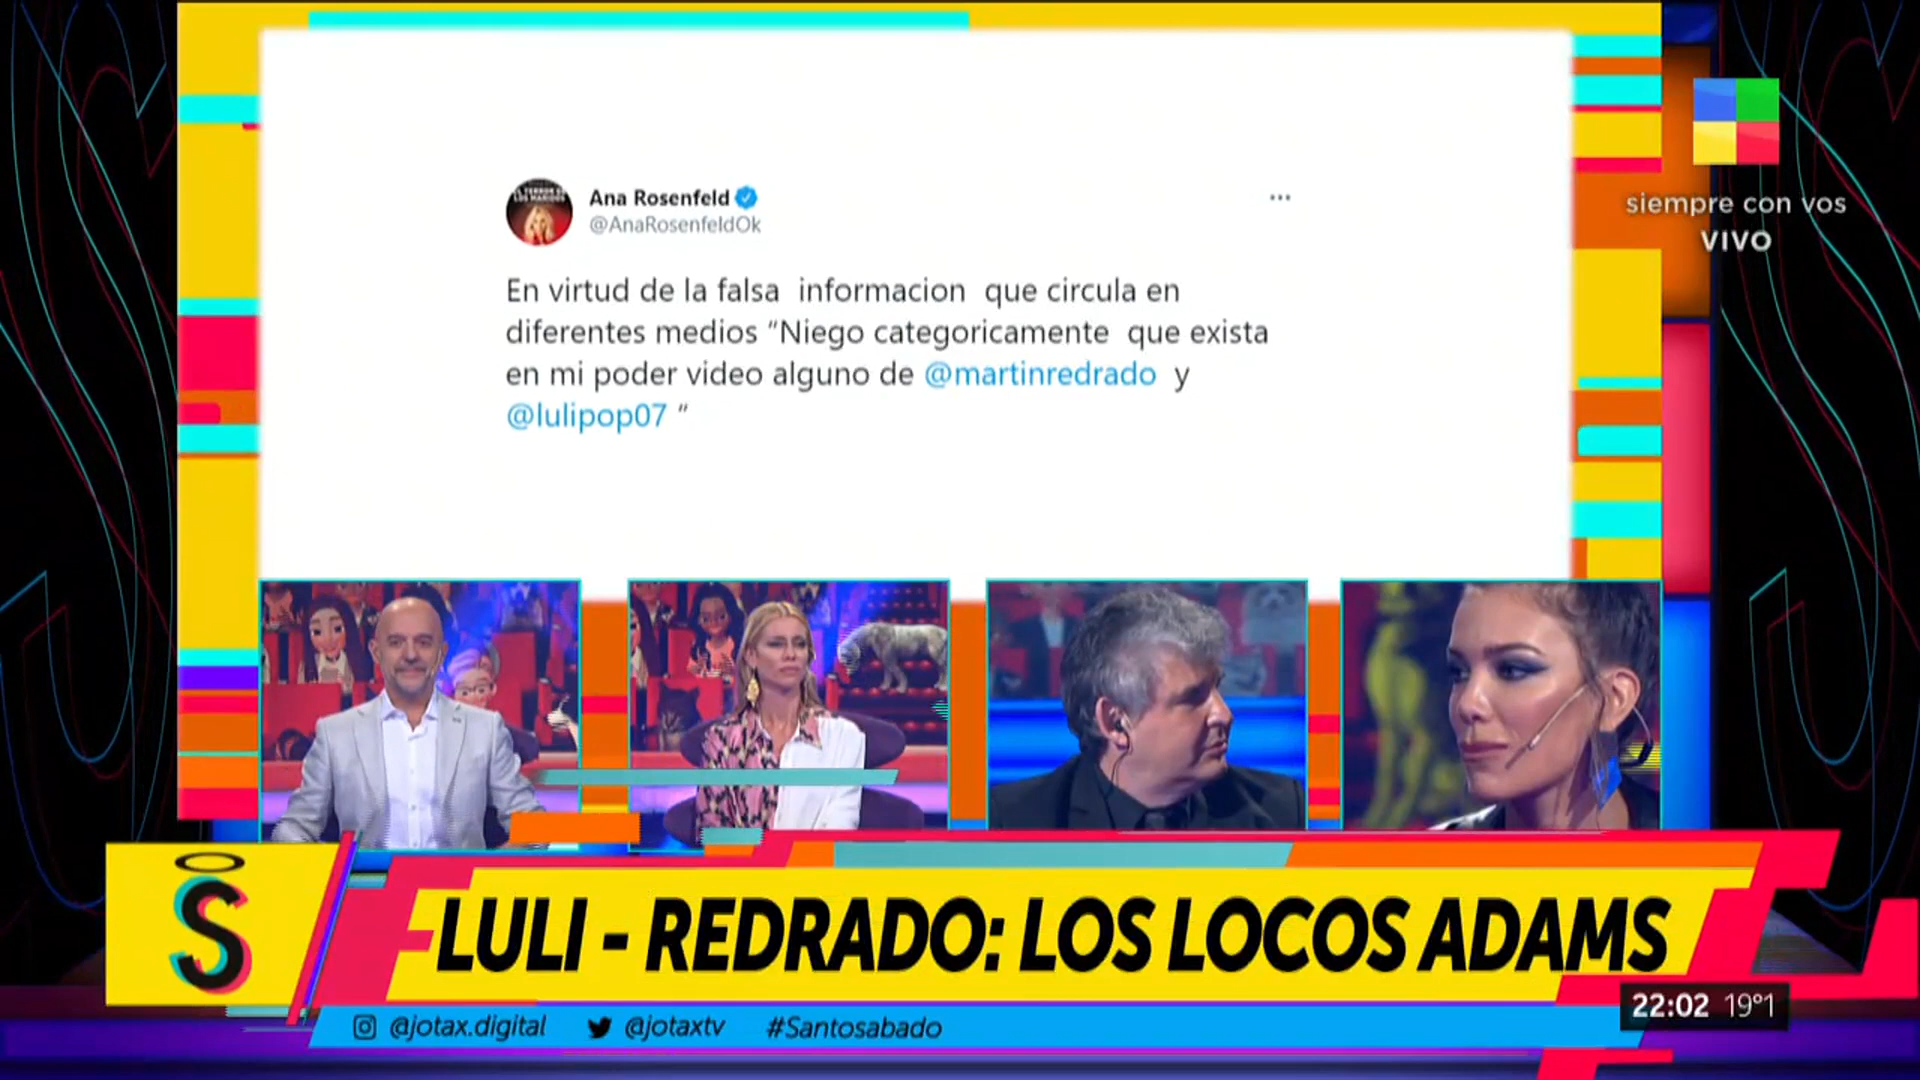 siempre con vos
VIVO
Ana Rosenfeld
@AnaRosenfeldOk
En virtud de la falsa informacion que circula en
diferentes medios "Niego categoricamente que exista
en mi poder video alguno de @martinredrado y
@lulipop07 "
S
LULI - REDRADO: LOS LOCOS ADAMS
22:02 19°1
@jotax.digital @jotaxtv #Santosabado